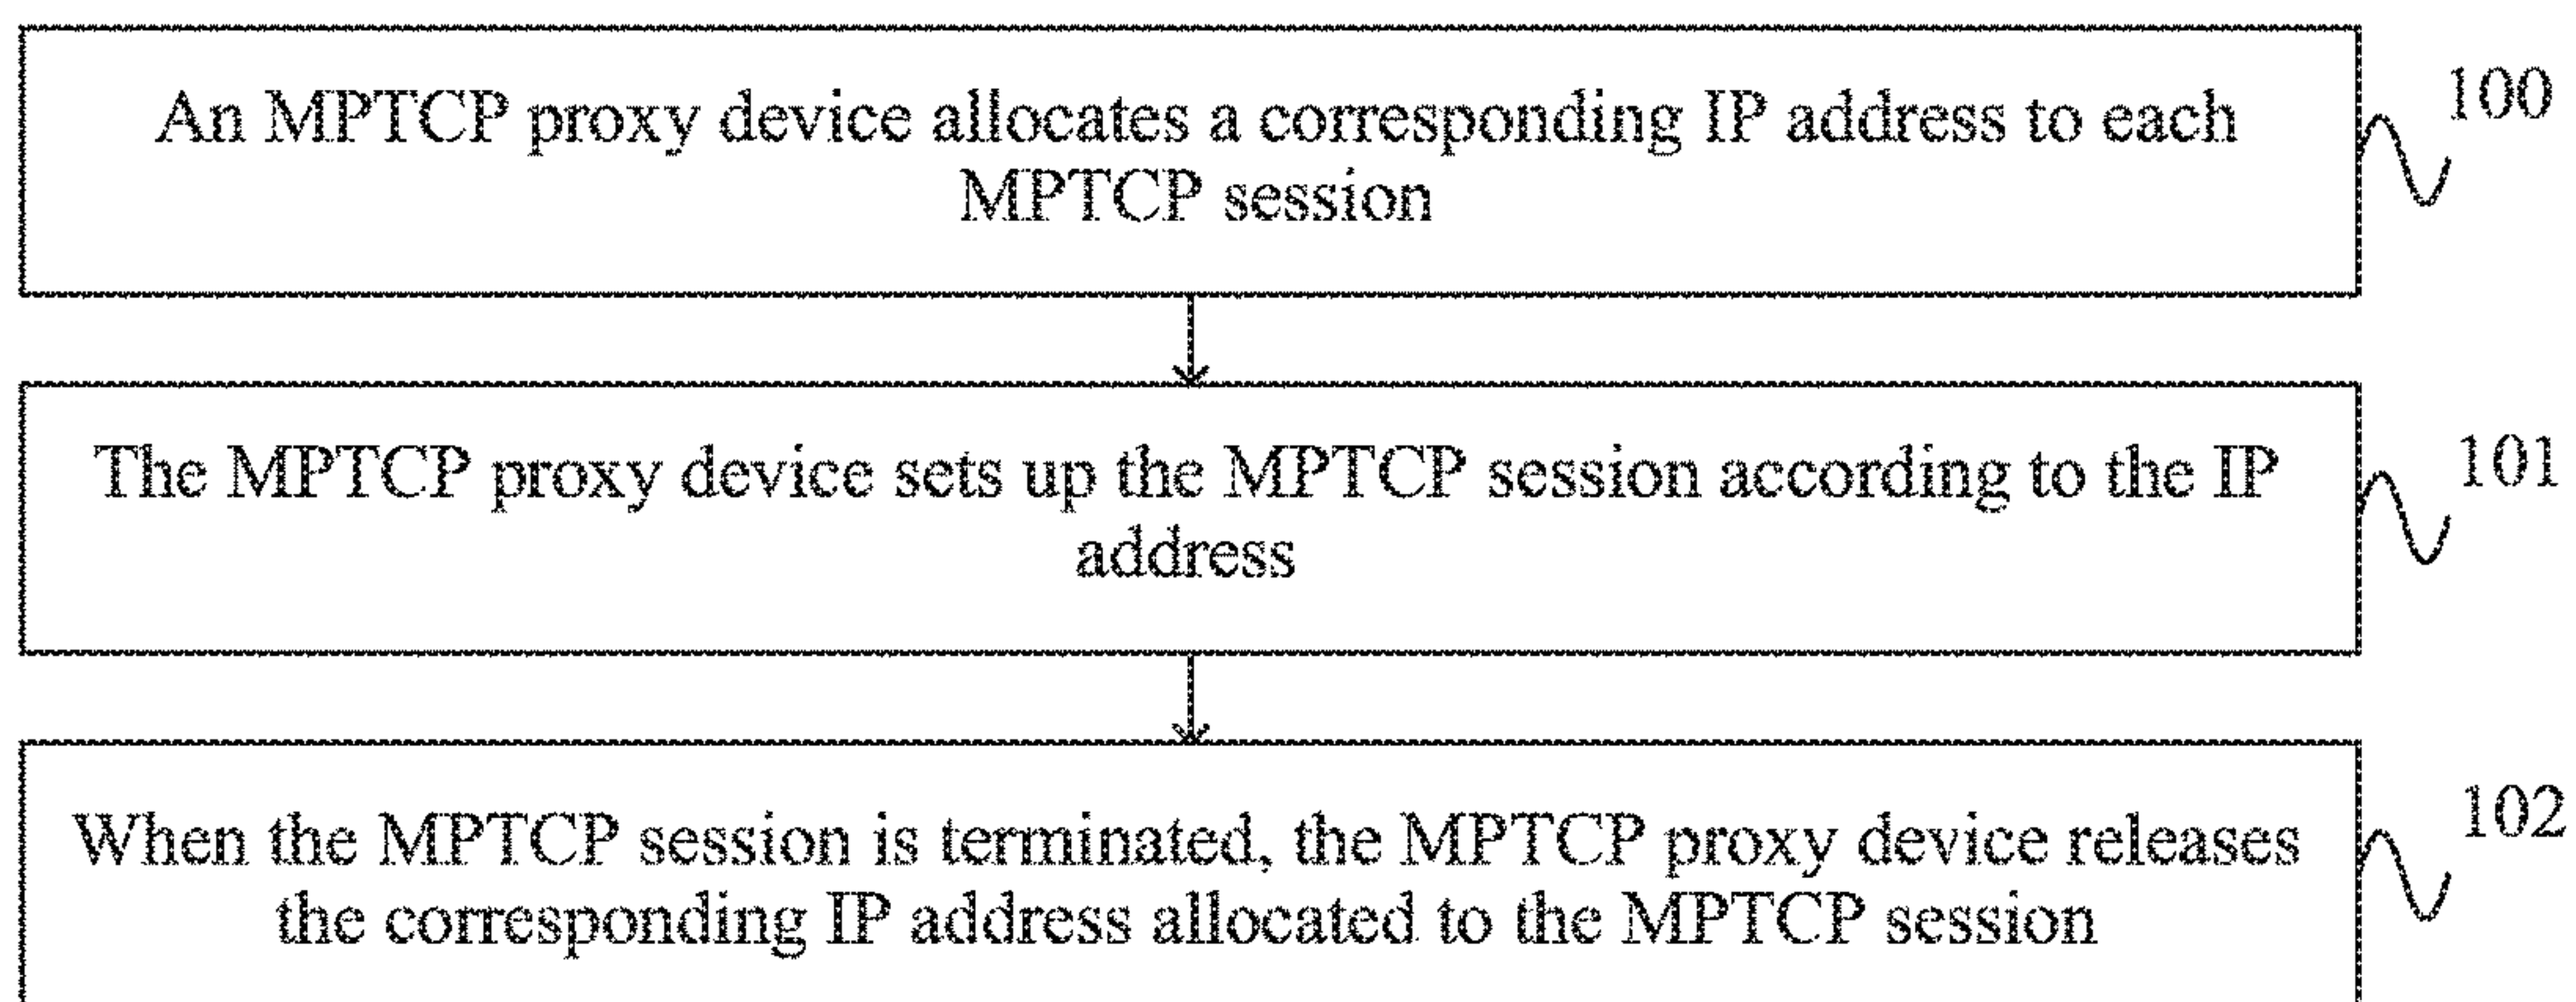 An MPTCP proxy device allocates a corresponding IP address to each
MPTCP session
100
The MPTCP proxy device sets up the MPTCP session according to the IP
address
101
When the MPTCP session is terminated, the MPTCP proxy device releases
the corresponding IP address allocated to the MPTCP session
102